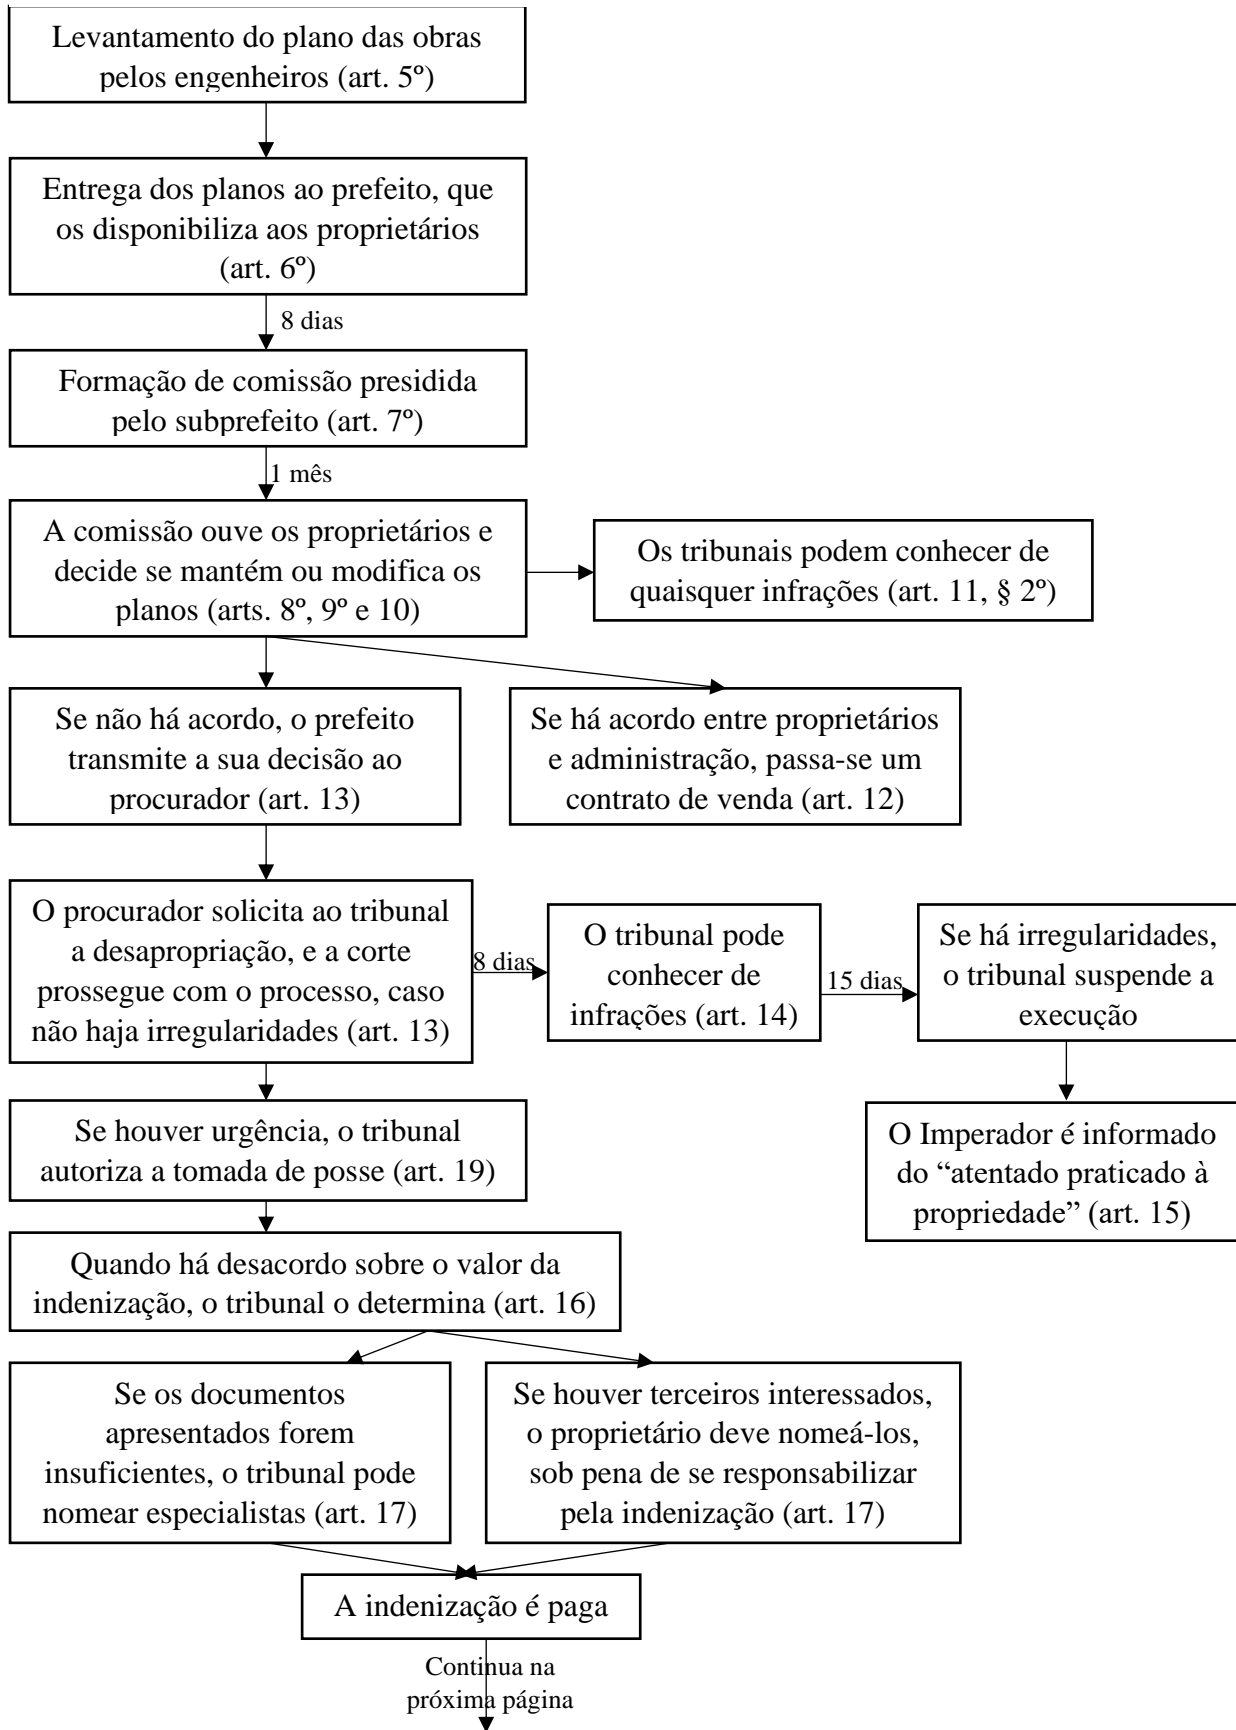 Levantamento do plano das obras
pelos engenheiros (art. 5º)
Entrega dos planos ao prefeito, que
os disponibiliza aos proprietários
(art. 6º)
8 dias
Formação de comissão presidida
pelo subprefeito (art. 7º)
1 mês
A comissão ouve os proprietários e
decide se mantém ou modifica os
planos (arts. 8º, 9º e 10)
Os tribunais podem conhecer de
quaisquer infrações (art. 11, § 2º)
Se não há acordo, o prefeito
transmite a sua decisão ao
procurador (art. 13)
Se há acordo entre proprietários
e administração, passa-se um
contrato de venda (art. 12)
O procurador solicita ao tribunal
a desapropriação, e a corte
prossegue com o processo, caso
não haja irregularidades (art. 13)
8 dias
O tribunal pode
conhecer de
infrações (art. 14)
15 dias
Se há irregularidades,
o tribunal suspende a
execução
Se houver urgência, o tribunal
autoriza a tomada de posse (art. 19)
O Imperador é informado
do “atentado praticado à
propriedade” (art. 15)
Quando há desacordo sobre o valor da
indenização, o tribunal o determina (art. 16)
Se os documentos
apresentados forem
insuficientes, o tribunal pode
nomear especialistas (art. 17)
Se houver terceiros interessados,
o proprietário deve nomeá-los,
sob pena de se responsabilizar
pela indenização (art. 17)
A indenização é paga
Continua na
próxima página